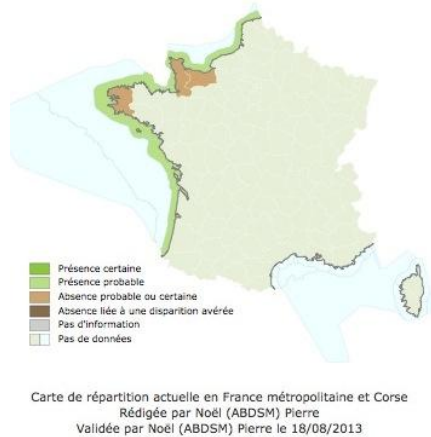 Présence certaine
Présence probable
Absence probable ou certaine
Absence liée à une disparition avérée
Pas d'information
Pas de données
Carte de répartition actuelle en France métropolitaine et Corse
Rédigée par Noël (ABDSM) Pierre
Validée par Noël (ABDSM) Pierre le 18/08/2013